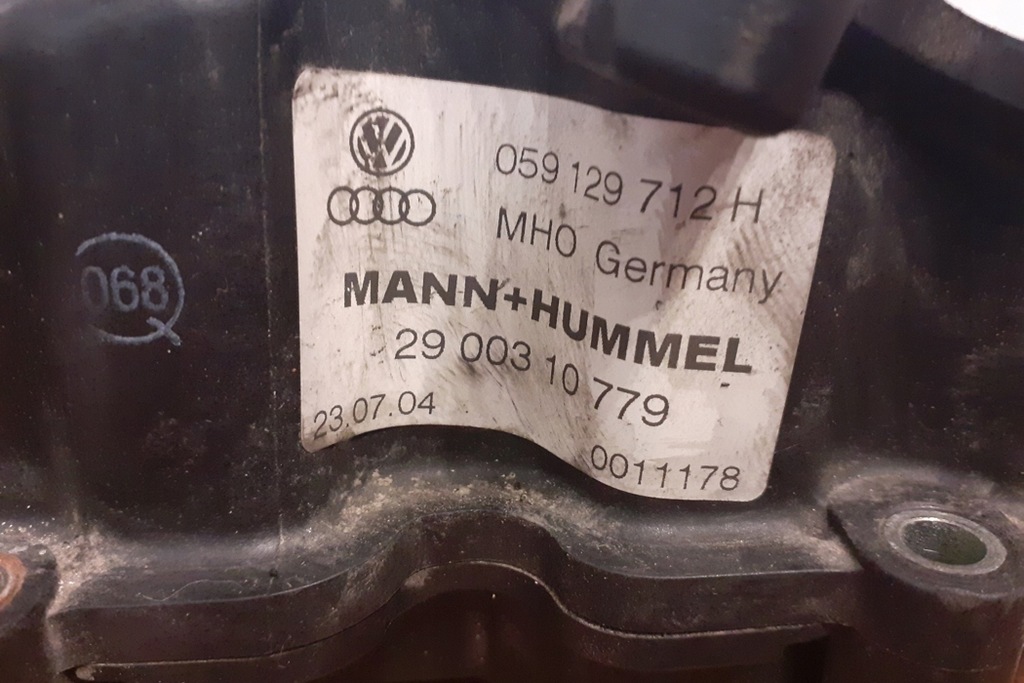 059 129 712 H
MH0 Germany
MANN+HUMMEL
29 003 10 779
23.07.04
0011178
068